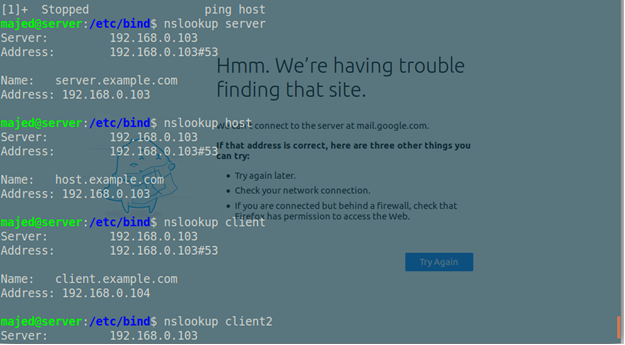 [1]+  Stopped                 ping host
majed@server:/etc/bind$ nslookup server
Server:         192.168.0.103
Address:        192.168.0.103#53
Name:   server.example.com
Address: 192.168.0.103
majed@server:/etc/bind$ nslookup host
Server:         192.168.0.103
Address:        192.168.0.103#53
Name:   host.example.com
Address: 192.168.0.103
majed@server:/etc/bind$ nslookup client
Server:         192.168.0.103
Address:        192.168.0.103#53
Name:   client.example.com
Address: 192.168.0.104
majed@server:/etc/bind$ nslookup client2
Server:         192.168.0.103
Hmm. We're having trouble
finding that site.
connect to the server at mail.google.com.
If that address is correct, here are three other things you
can try:
Try again later.
Check your network connection.
If you are connected but behind a firewall, check that
Firefox has permission to access the Web.
Try Again